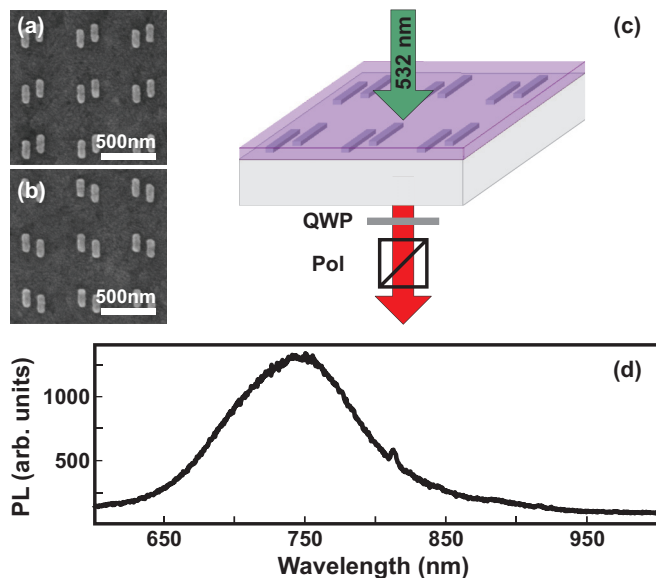 (a)
500nm
(b)
500nm
(c)
532 nm
QWP
Pol
(d)
PL (arb. units)
1000
500
650
750
850
950
Wavelength (nm)